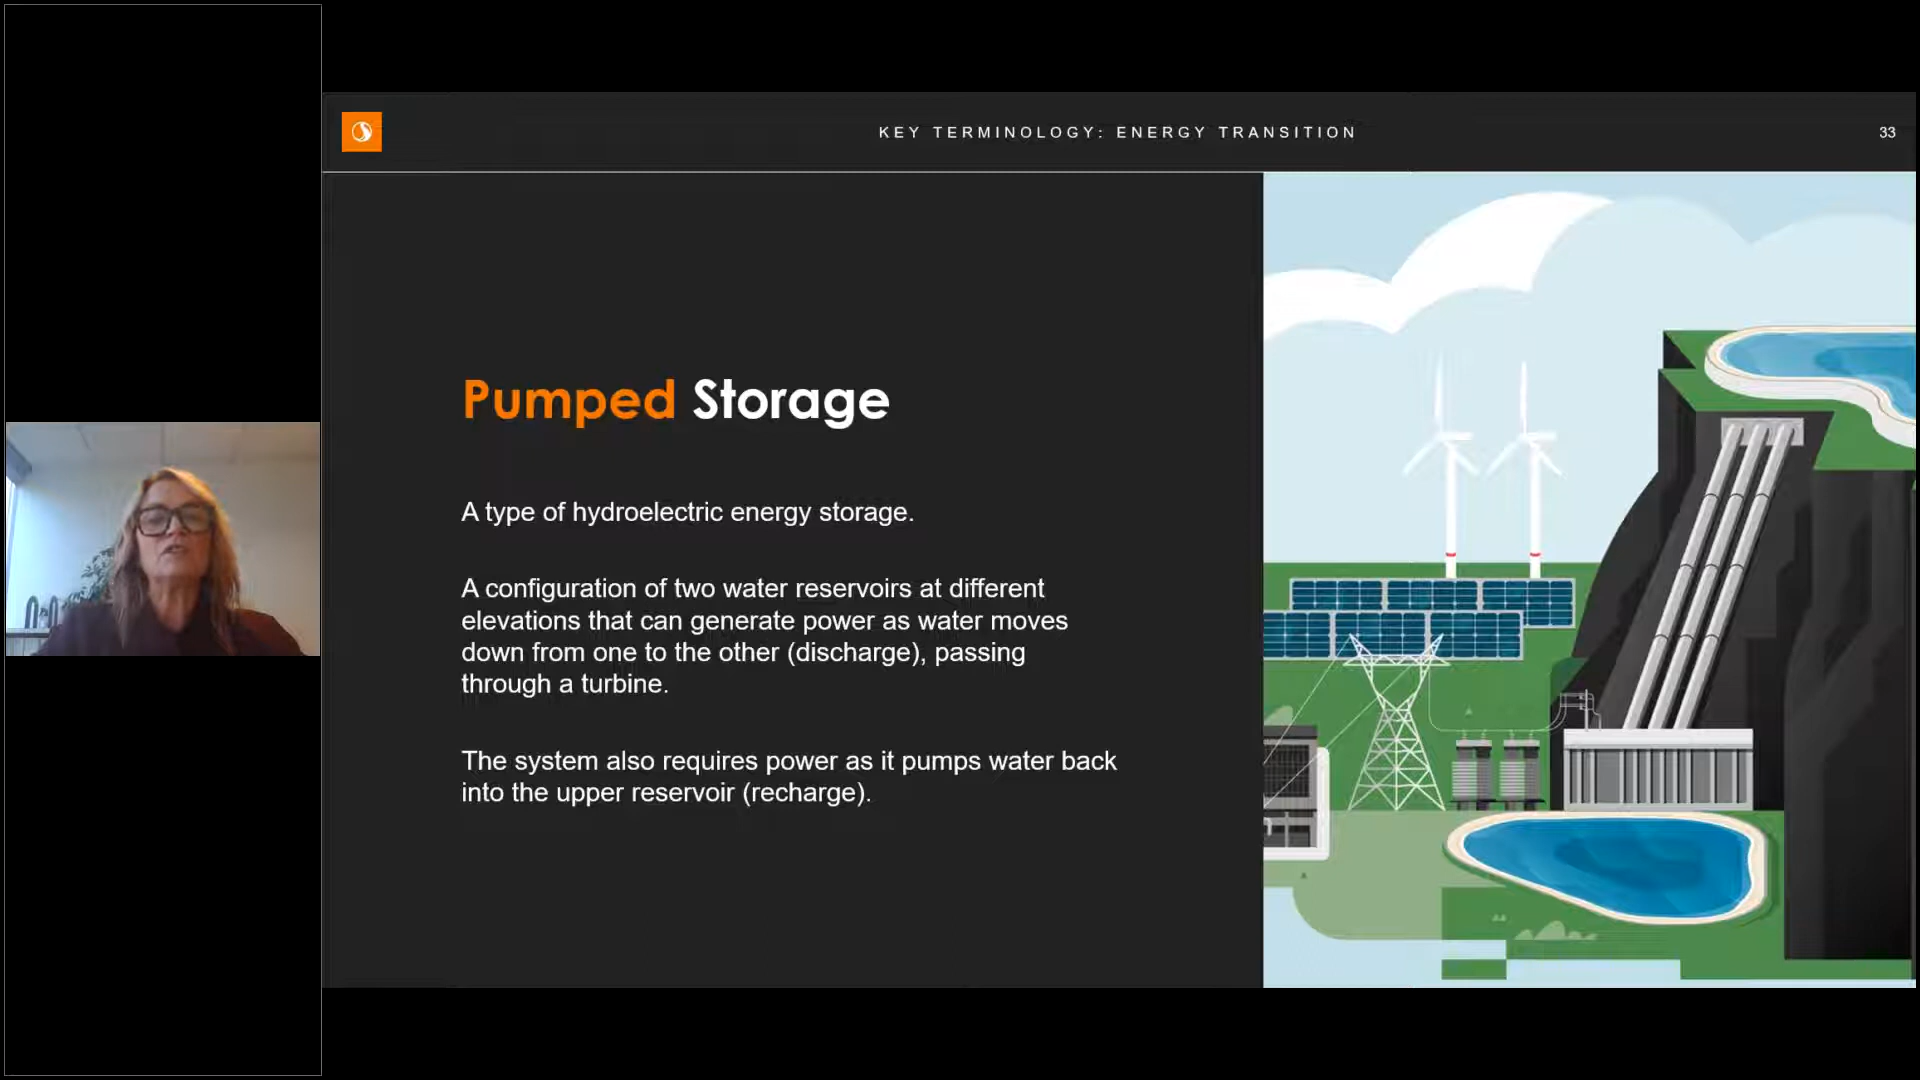 KEY TERMINOLOGY: ENERGY TRANSITION
33
Pumped Storage
A type of hydroelectric energy storage.
A configuration of two water reservoirs at different
elevations that can generate power as water moves
down from one to the other (discharge), passing
through a turbine.
The system also requires power as it pumps water back
into the upper reservoir (recharge).